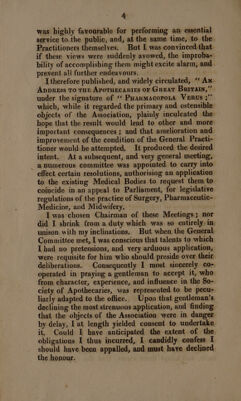 4
was highly favourable for performing an essential
service to the public, and, at the same time, to the
Practitioners themselves. But I was convinced that
if these views were suddenly avowed, the improba-
bility of accomplishing them might excite alarm, and
prevent all further endeavours.
I therefore published, and widely circulated, "An
Address to the Apothecaries of Great Britain,"
under the signature of "Pharmacopola Verus;"
which, while it regarded the primary and ostensible
objects of the Association, plainly inculcated the
hope that the result would lead to other and more
important consequences; and that amelioration and
improvement of the condition of the General Practi-
tioner would be attempted. It produced the desired
intent. At a subsequent, and very general meeting,
a numerous committee was appointed to carry into
effect certain resolutions, authorising an application
to the existing Medical Bodies to request them to
coincide in an appeal to Parliament, for legislative
regulations of the practice of Surgery, Pharmaceutic-
Medicine, and Midwifery.
I was chosen Chairman of these Meetings; nor
did I shrink from a duty which was so entirely in
unison with my inclinations. But when the General
Committee met, I was conscious that talents to which
I had no pretensions, and very arduous application,
were requisite for him who should preside over their
deliberations. Consequently I most sincerely co-
operated in praying a gentleman to accept it, who
from character, experience, and influence in the So-
ciety of Apothecaries, was represented to be pecu-
liarly adapted to the office. Upon that gentleman's
declining the most strenuous application, and finding
that the objects of the Association were in danger
by delay, I at length yielded consent to undertake
it. Could I have anticipated the extent of the
obligations I thus incurred, I candidly confess I
should have been appalled, and must have declined
the honour.